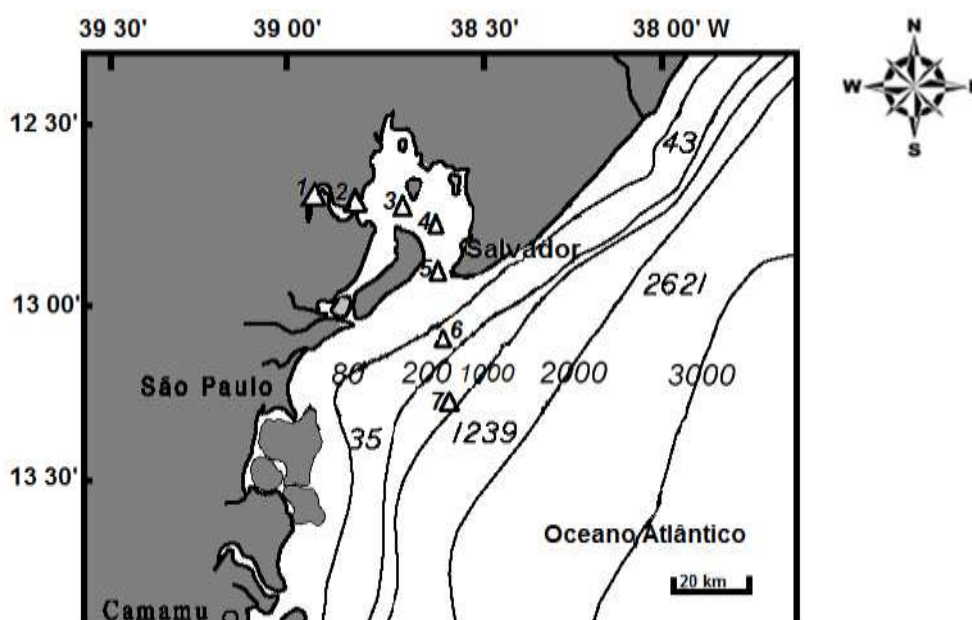 39 30' 39 00' 38 30' 38 00' W
N
W
S
12 30'
43
1 2 3
4
Salvador
5
13 00'
2621
6
80 200 1000 2000 3000
São Paulo
7
35 1239
13 30'
Oceano Atlântico
20 km
Camamu